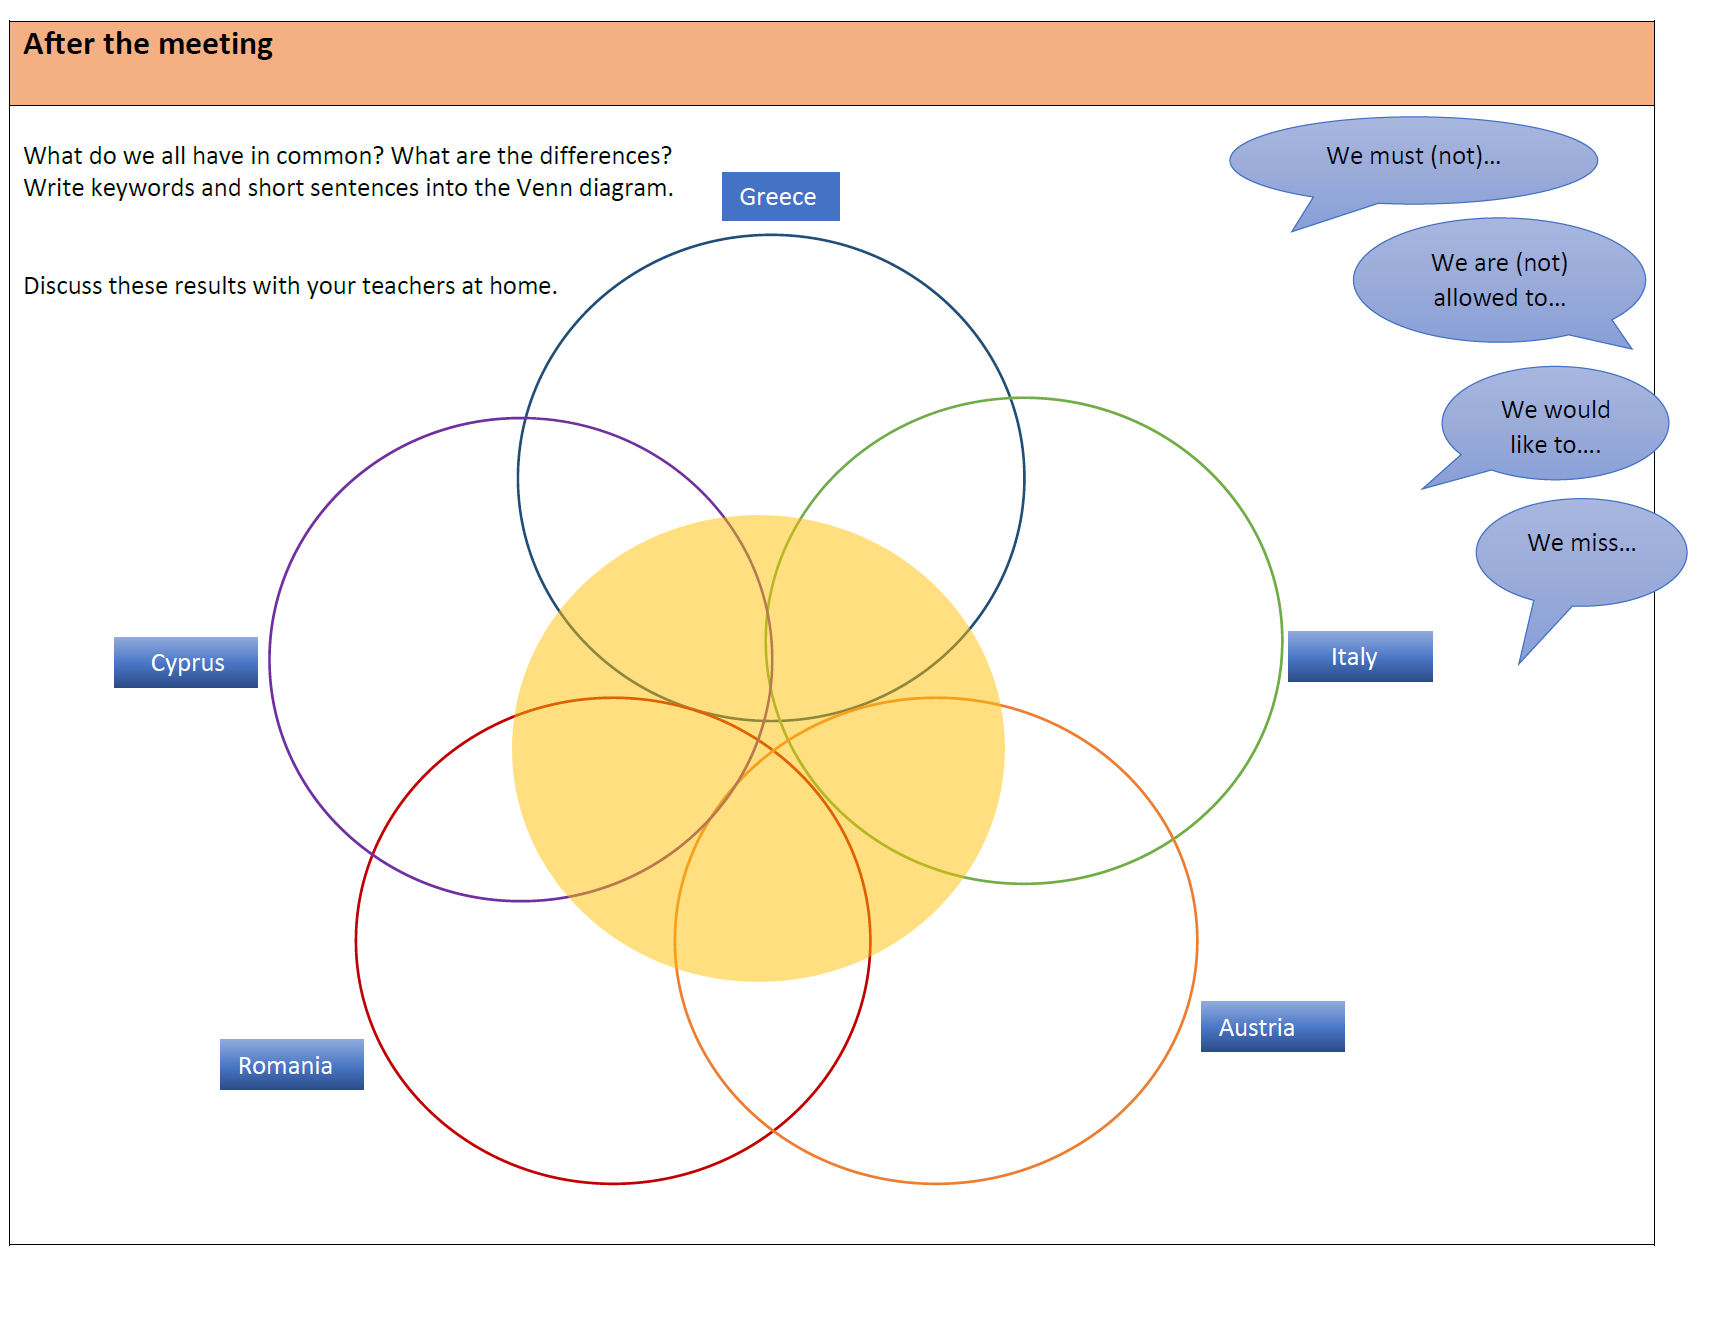 After the meeting
What do we all have in common? What are the differences?
Write keywords and short sentences into the Venn diagram.
Discuss these results with your teachers at home.
We must (not)...
We are (not)
allowed to...
We would
like to....
We miss...
Greece
Cyprus
Italy
Romania
Austria